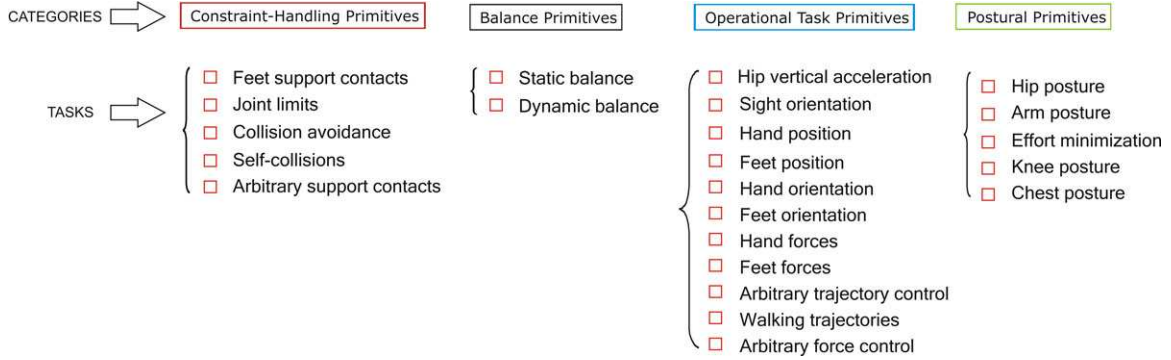 CATEGORIES
Constraint-Handling Primitives
Balance Primitives
Operational Task Primitives
Postural Primitives
TASKS
Feet support contacts
Joint limits
Collision avoidance
Self-collisions
Arbitrary support contacts
Static balance
Dynamic balance
Hip vertical acceleration
Sight orientation
Hand position
Feet position
Hand orientation
Feet orientation
Hand forces
Feet forces
Arbitrary trajectory control
Walking trajectories
Arbitrary force control
Hip posture
Arm posture
Effort minimization
Knee posture
Chest posture